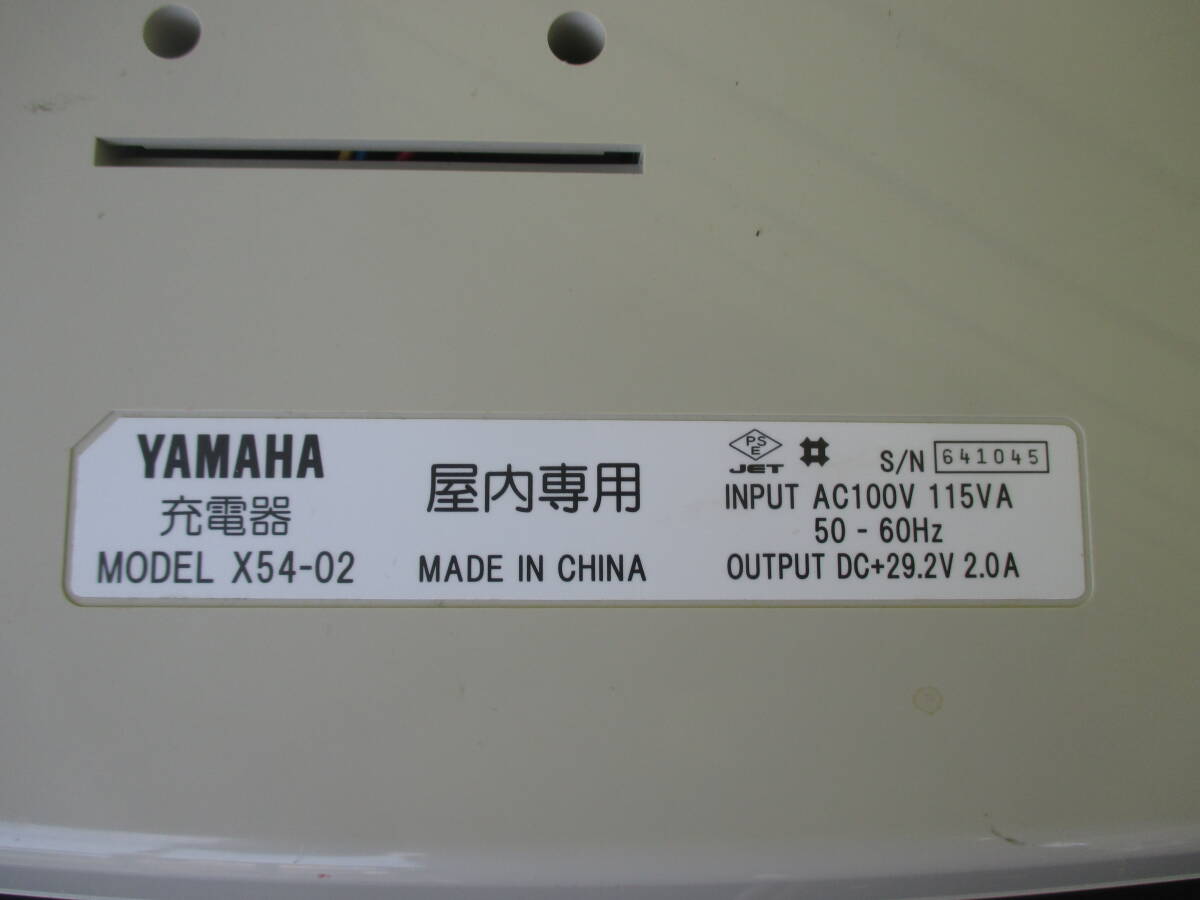 YAMAHA
充電器
MODEL X54-02
屋内専用
MADE IN CHINA
PS
E
JET
S/N 641045
INPUT AC100V 115VA
50 - 60Hz
OUTPUT DC+29.2V 2.0A